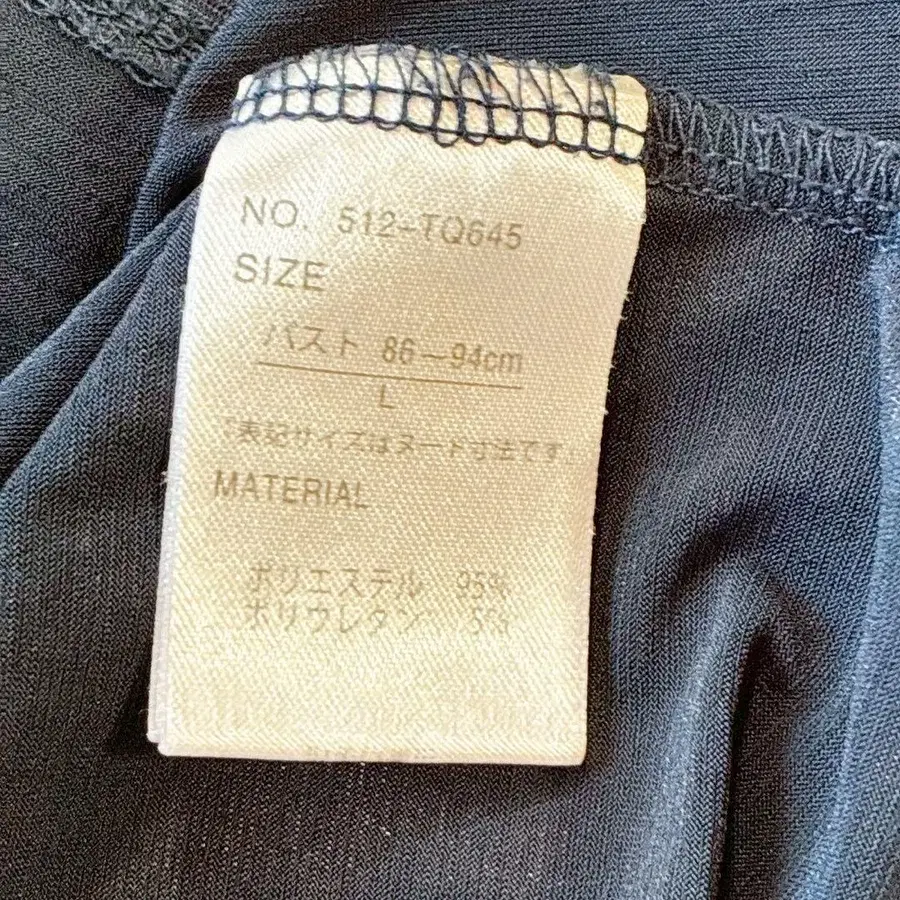 NO. 512-TQ645
SIZE
バスト 86〜94cm
L
「表記サイズはヌード寸法です」
MATERIAL
ポリエステル 95%
ポリウレタン 5%